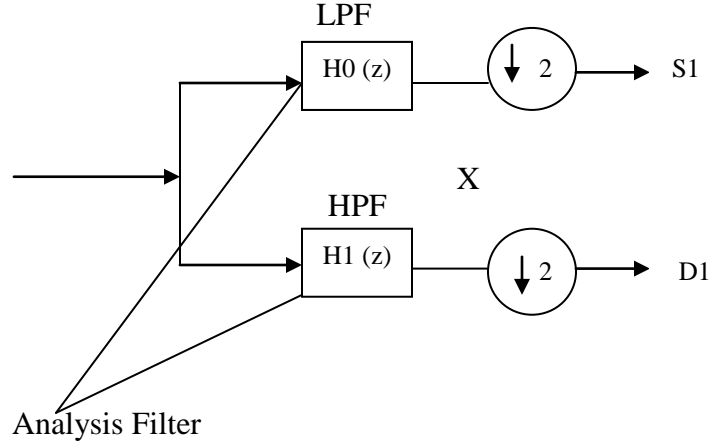 LPF
H0 (z)
2
S1
X
HPF
H1 (z)
2
D1
Analysis Filter